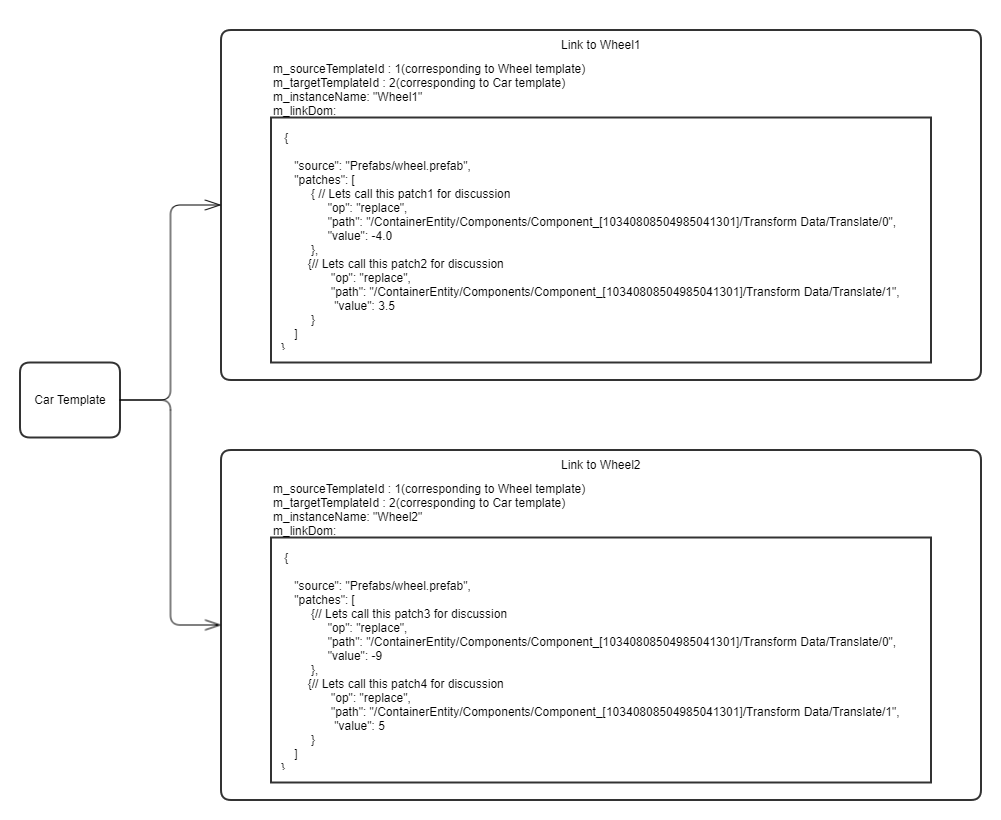 Link to Wheel1
m_sourceTemplateId : 1(corresponding to Wheel template)
m_targetTemplateId : 2(corresponding to Car template)
m_instanceName: "Wheel1"
m_linkDom:
{
"source": "Prefabs/wheel.prefab",
"patches": [
{ // Lets call this patch1 for discussion
"op": "replace",
"path": "/ContainerEntity/Components/Component_[10340808504985041301]/Transform Data/Translate/0",
"value": -4.0
},
{// Lets call this patch2 for discussion
"op": "replace",
"path": "/ContainerEntity/Components/Component_[10340808504985041301]/Transform Data/Translate/1",
"value": 3.5
}
]
}
Car Template
Link to Wheel2
m_sourceTemplateId : 1(corresponding to Wheel template)
m_targetTemplateId : 2(corresponding to Car template)
m_instanceName: "Wheel2"
m_linkDom:
{
"source": "Prefabs/wheel.prefab",
"patches": [
{// Lets call this patch3 for discussion
"op": "replace",
"path": "/ContainerEntity/Components/Component_[10340808504985041301]/Transform Data/Translate/0",
"value": -9
},
{// Lets call this patch4 for discussion
"op": "replace",
"path": "/ContainerEntity/Components/Component_[10340808504985041301]/Transform Data/Translate/1",
"value": 5
}
]
}